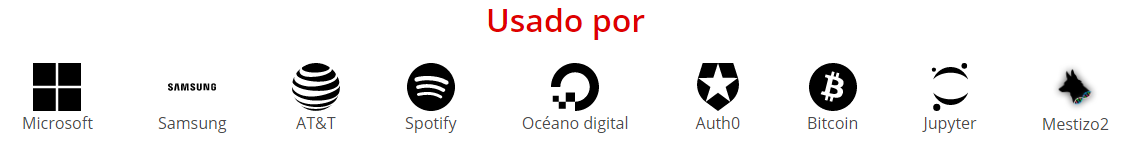 Usado por
SAMSUNG
Microsoft Samsung AT&T Spotify Océano digital Auth0 Bitcoin Jupyter Mestizo2